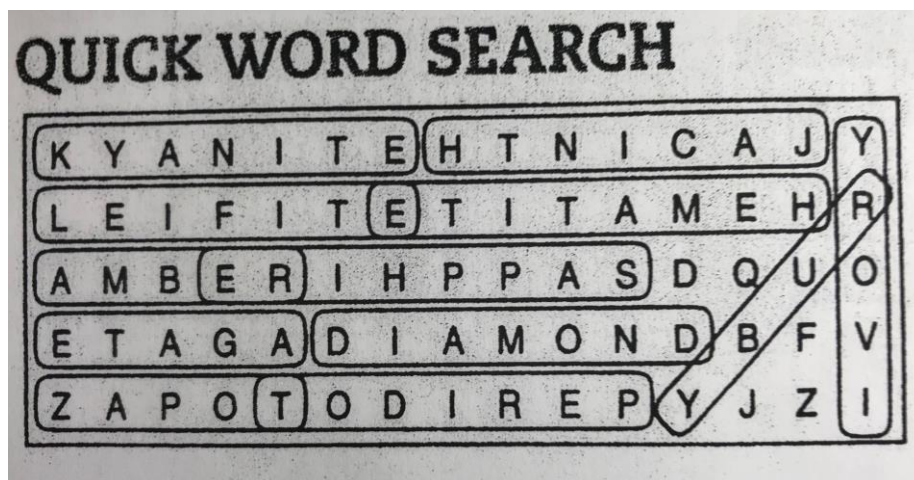 QUICK WORD SEARCH
K Y A N I T E H T N I C A J Y
L E I F I T E T I T A M E H R
A M B E R I H P P A S D Q U O
E T A G A D I A M O N D B F V
Z A P O T O D I R E P Y J Z I